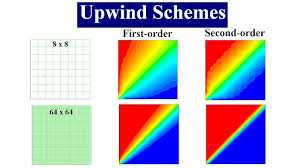 Upwind Schemes
First-order
Second-order
8 x 8
64 x 64